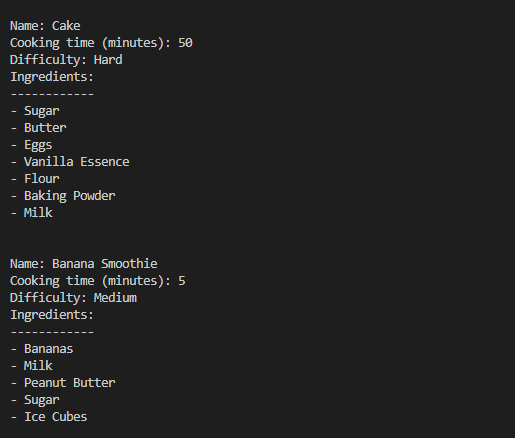 Name: Cake
Cooking time (minutes): 50
Difficulty: Hard
Ingredients:
------------
- Sugar
- Butter
- Eggs
- Vanilla Essence
- Flour
- Baking Powder
- Milk
Name: Banana Smoothie
Cooking time (minutes): 5
Difficulty: Medium
Ingredients:
------------
- Bananas
- Milk
- Peanut Butter
- Sugar
- Ice Cubes